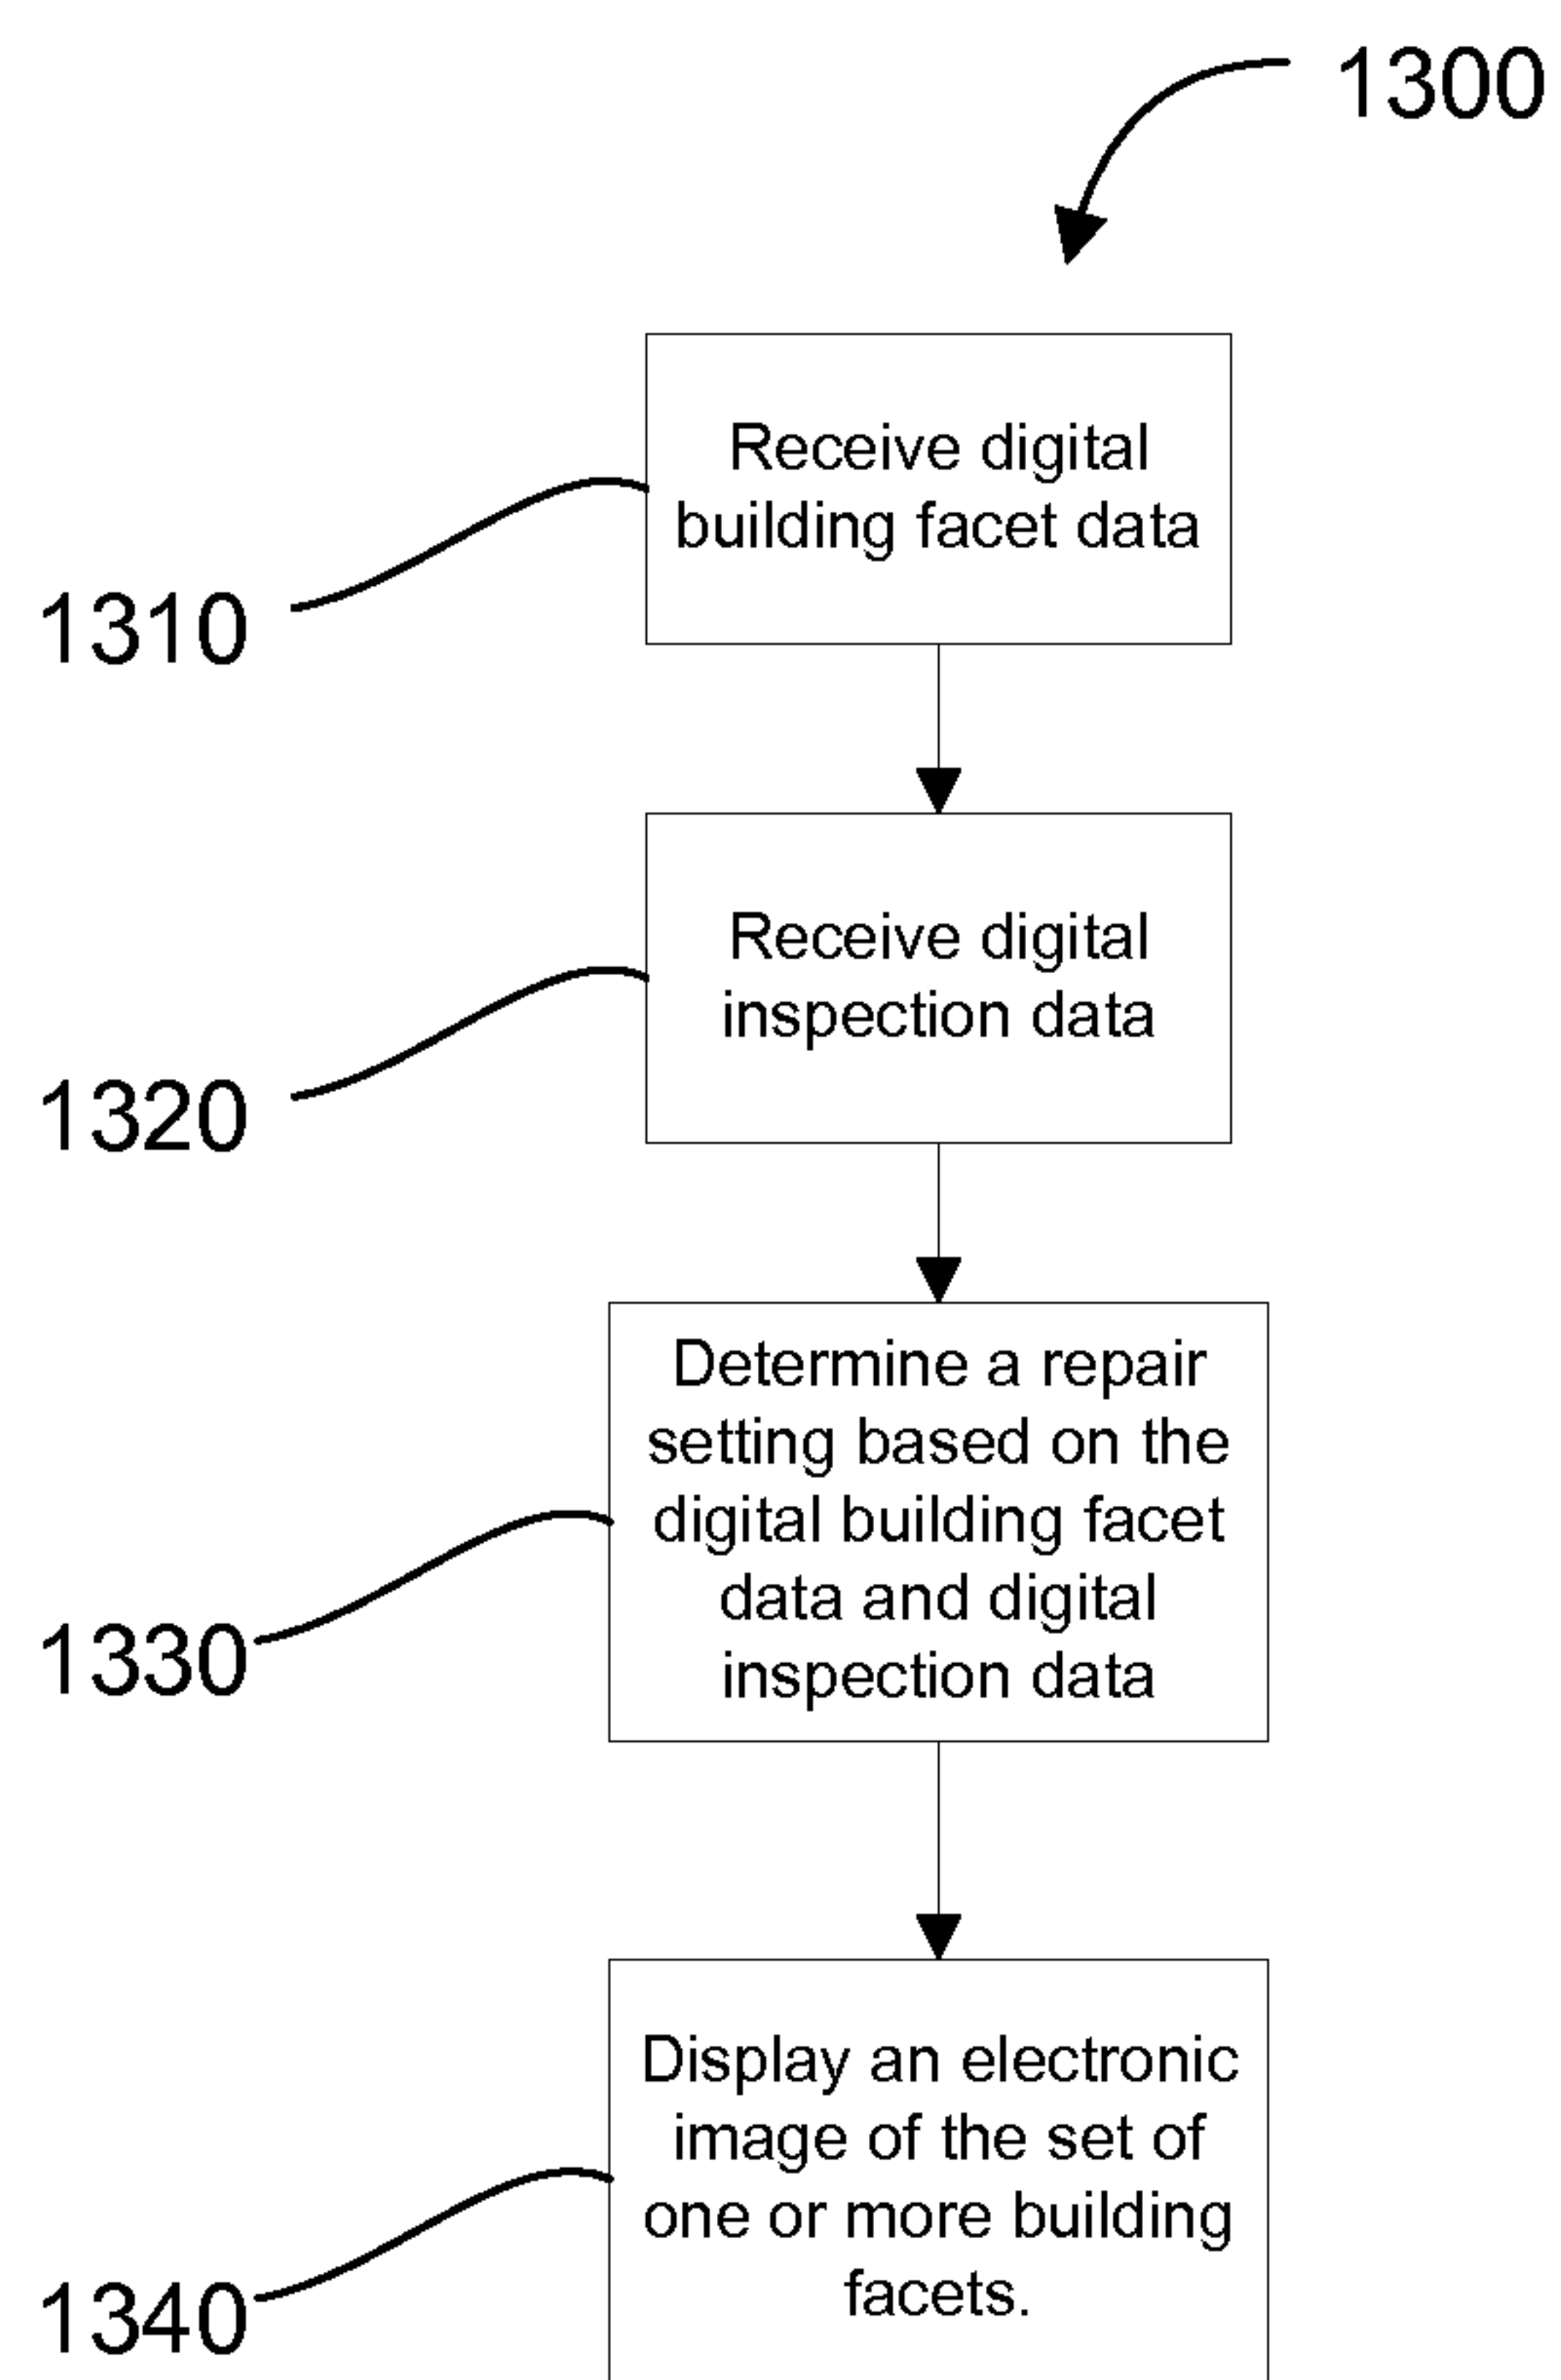 1300
Receive digital
building facet data
1310
Receive digital
inspection data
1320
Determine a repair
setting based on the
digital building facet
data and digital
inspection data
1330
Display an electronic
image of the set of
one or more building
facets.
1340